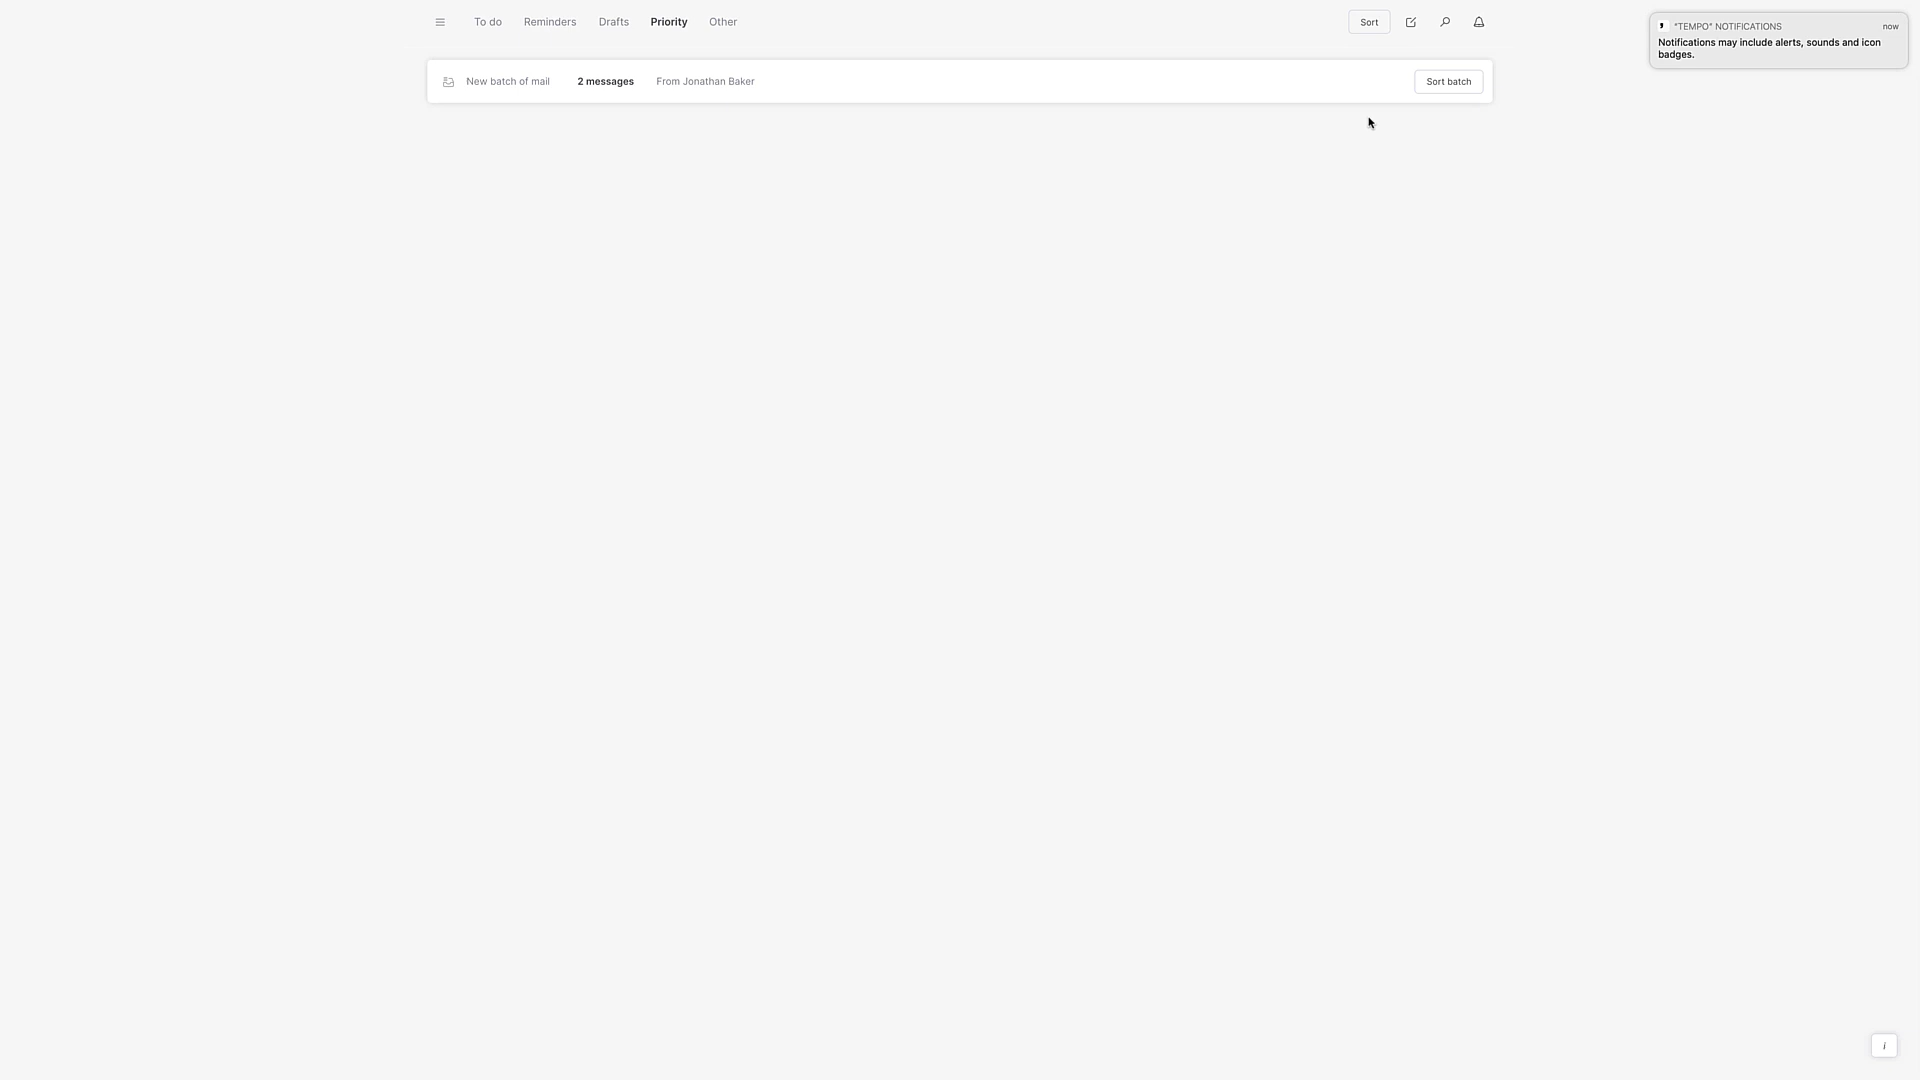 To do Reminders Drafts Priority Other Sort
"TEMPO" NOTIFICATIONS now
Notifications may include alerts, sounds and icon
badges.
New batch of mail 2 messages From Jonathan Baker Sort batch
i